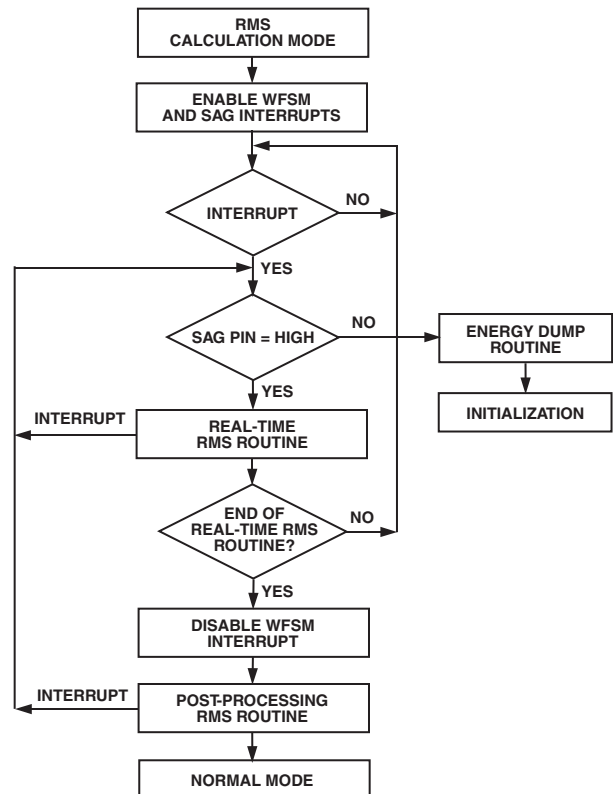 RMS
CALCULATION MODE
ENABLE WFSM
AND SAG INTERRUPTS
INTERRUPT
NO
YES
SAG PIN = HIGH
NO
ENERGY DUMP
ROUTINE
YES
INITIALIZATION
INTERRUPT
REAL-TIME
RMS ROUTINE
END OF
REAL-TIME RMS
ROUTINE?
NO
YES
DISABLE WFSM
INTERRUPT
INTERRUPT
POST-PROCESSING
RMS ROUTINE
NORMAL MODE